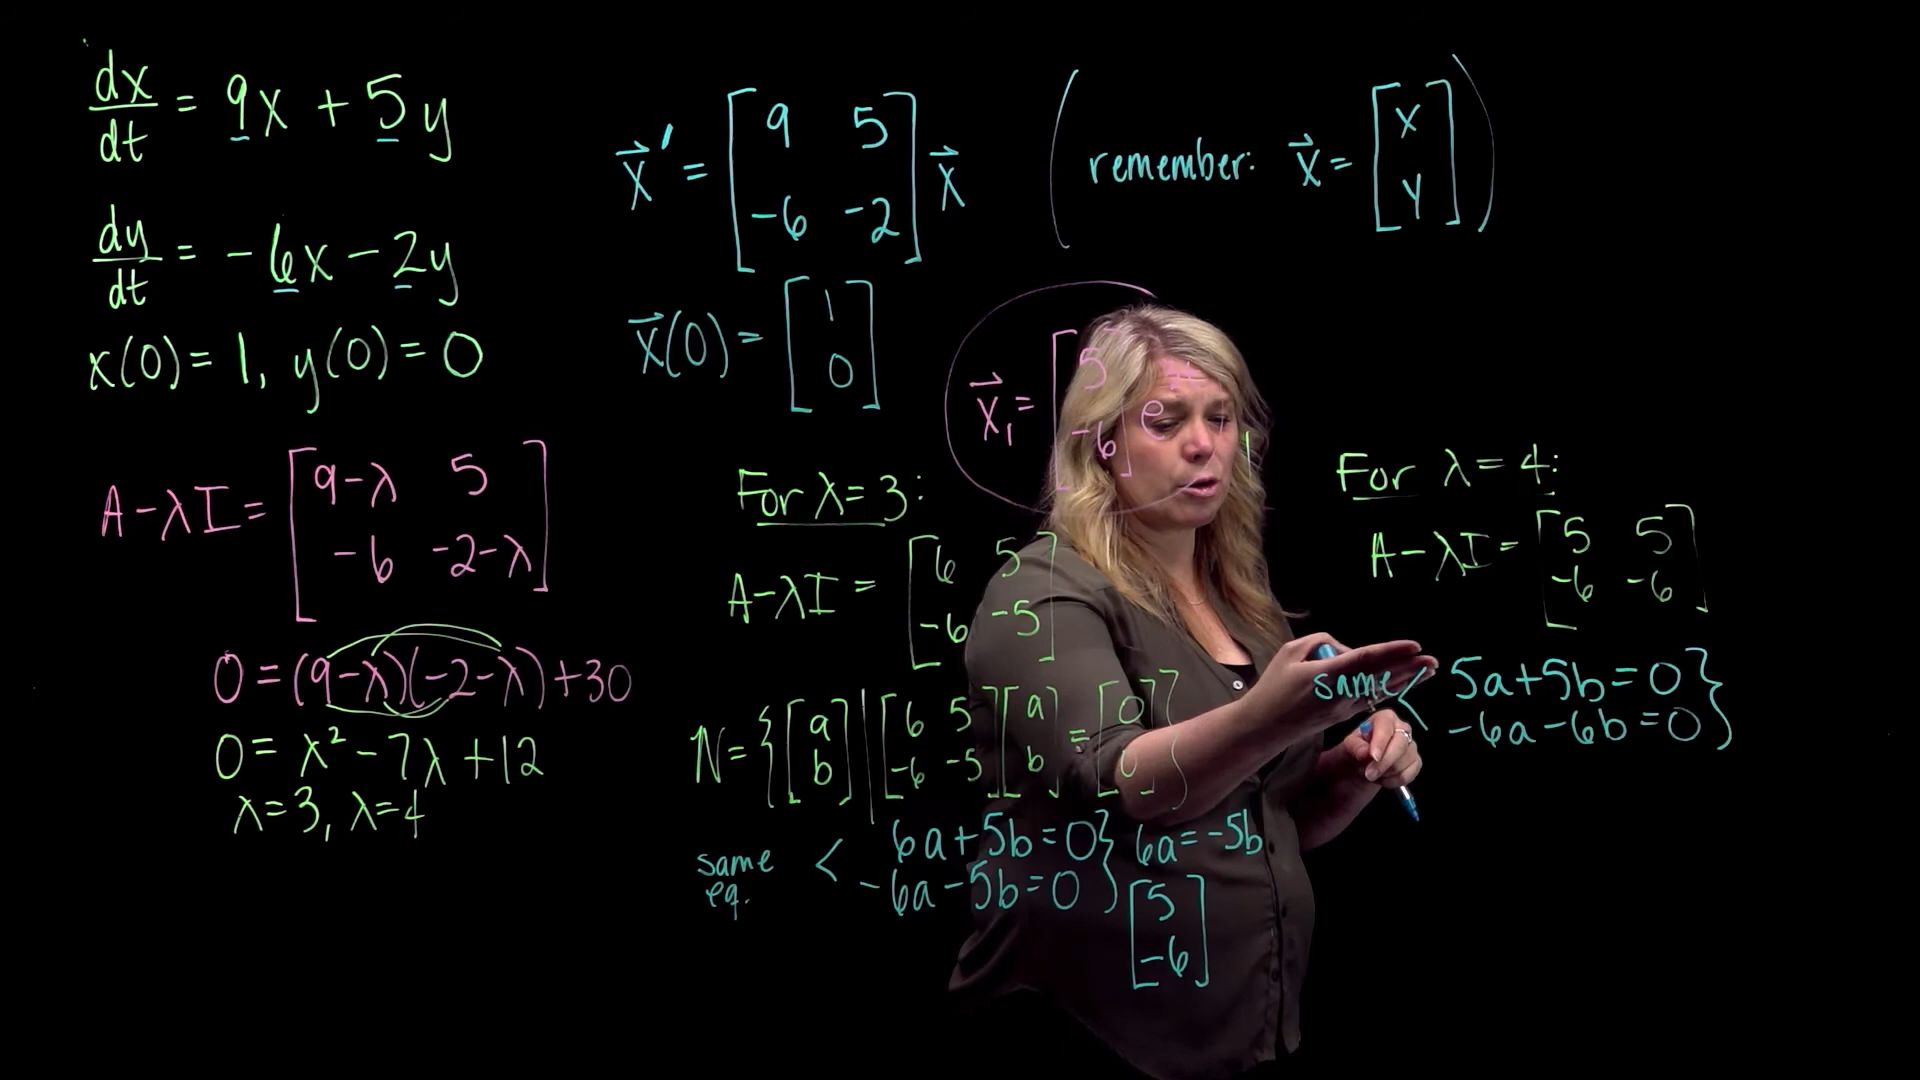 dx/dt = 9x + 5y
dy/dt = -6x - 2y
x(0) = 1, y(0) = 0
A-λI = [9-λ 5
-6 -2-λ]
0 = (9-λ)(-2-λ)+30
0 = λ² - 7λ + 12
λ=3, λ=4
x⃗' = [9 5
-6 -2] x⃗
(remember: x⃗ = [x
y])
x⃗(0) = [1
0]
x⃗₁ = [5
-6] e
For λ=3:
A-λI = [6 5
-6 -5]
N = {[a
b] | [6 5
-6 -5] [a
b] = [0
0]}
same eq. < 6a+5b=0
-6a-5b=0 } 6a=-5b
[5
-6]
For λ=4:
A-λI = [5 5
-6 -6]
same < 5a+5b=0
-6a-6b=0 }